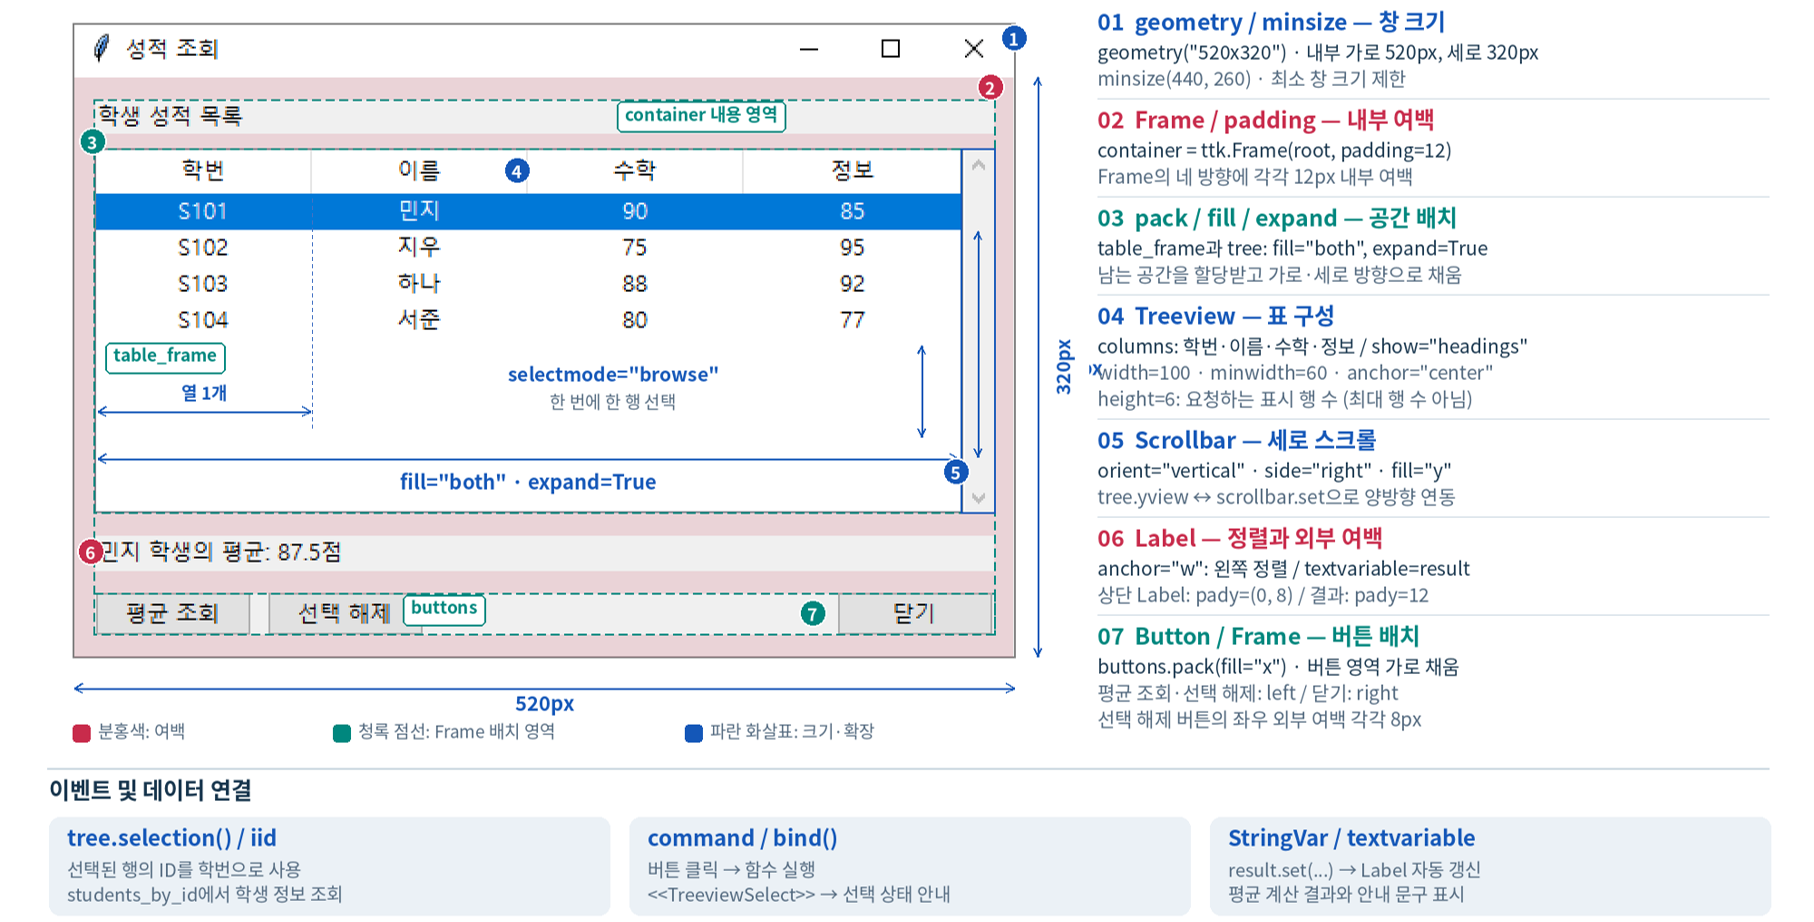 성적 조회
1
2
학생 성적 목록
container 내용 영역
3
학번 이름 4 수학 정보
S101 민지 90 85
S102 지우 75 95
S103 하나 88 92
S104 서준 80 77
table_frame
열 1개
selectmode="browse"
한 번에 한 행 선택
fill="both" · expand=True
5
6 민지 학생의 평균: 87.5점
평균 조회 선택 해제 buttons 7 닫기
320px
px
520px
분홍색: 여백
청록 점선: Frame 배치 영역
파란 화살표: 크기·확장
01 geometry / minsize — 창 크기
geometry("520x320") · 내부 가로 520px, 세로 320px
minsize(440, 260) · 최소 창 크기 제한
02 Frame / padding — 내부 여백
container = ttk.Frame(root, padding=12)
Frame의 네 방향에 각각 12px 내부 여백
03 pack / fill / expand — 공간 배치
table_frame과 tree: fill="both", expand=True
남는 공간을 할당받고 가로·세로 방향으로 채움
04 Treeview — 표 구성
columns: 학번·이름·수학·정보 / show="headings"
width=100 · minwidth=60 · anchor="center"
height=6: 요청하는 표시 행 수 (최대 행 수 아님)
05 Scrollbar — 세로 스크롤
orient="vertical" · side="right" · fill="y"
tree.yview ↔ scrollbar.set으로 양방향 연동
06 Label — 정렬과 외부 여백
anchor="w": 왼쪽 정렬 / textvariable=result
상단 Label: pady=(0, 8) / 결과: pady=12
07 Button / Frame — 버튼 배치
buttons.pack(fill="x") · 버튼 영역 가로 채움
평균 조회·선택 해제: left / 닫기: right
선택 해제 버튼의 좌우 외부 여백 각각 8px
이벤트 및 데이터 연결
tree.selection() / iid
선택된 행의 ID를 학번으로 사용
students_by_id에서 학생 정보 조회
command / bind()
버튼 클릭 → 함수 실행
<<TreeviewSelect>> → 선택 상태 안내
StringVar / textvariable
result.set(...) → Label 자동 갱신
평균 계산 결과와 안내 문구 표시